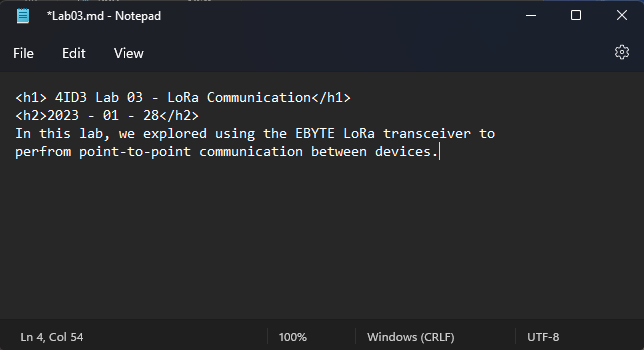 *Lab03.md - Notepad
File Edit View
<h1> 4ID3 Lab 03 - LoRa Communication</h1>
<h2>2023 - 01 - 28</h2>
In this lab, we explored using the EBYTE LoRa transceiver to
perfrom point-to-point communication between devices.
Ln 4, Col 54 100% Windows (CRLF) UTF-8